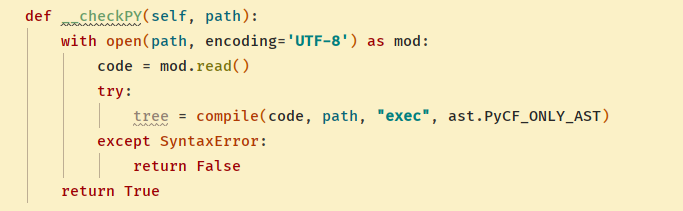 def __checkPY(self, path):
    with open(path, encoding='UTF-8') as mod:
        code = mod.read()
        try:
            tree = compile(code, path, "exec", ast.PyCF_ONLY_AST)
        except SyntaxError:
            return False
    return True